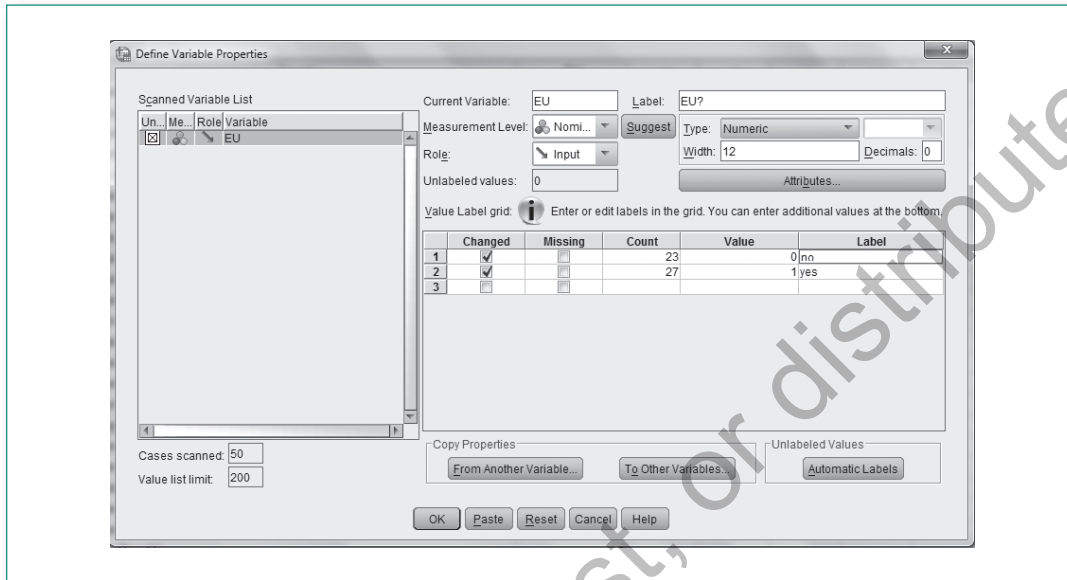 Define Variable Properties
Scanned Variable List
Un... Me... Role Variable
EU
Cases scanned: 50
Value list limit: 200
Current Variable: EU Label: EU?
Measurement Level: Nomi... Suggest Type: Numeric
Role: Input Width: 12 Decimals: 0
Unlabeled values: 0 Attributes...
Value Label grid: i Enter or edit labels in the grid. You can enter additional values at the bottom.
Changed Missing Count Value Label
1 23 0 no
2 27 1 yes
3
Copy Properties
From Another Variable... To Other Variables...
Unlabeled Values
Automatic Labels
OK Paste Reset Cancel Help
st, or distribute